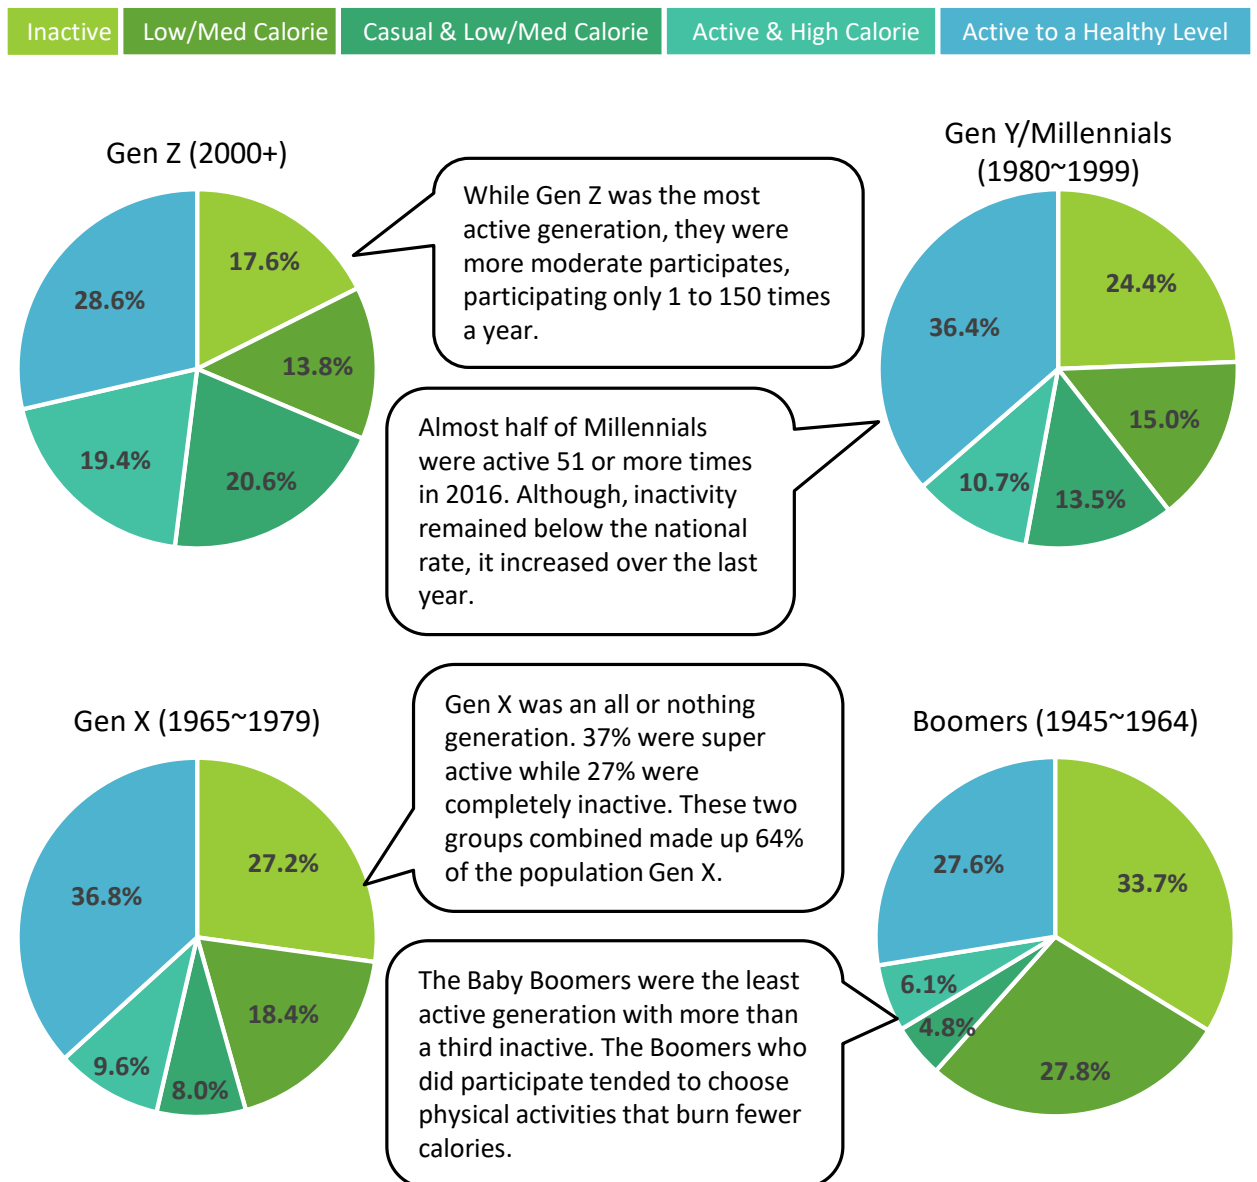 Inactive
Low/Med Calorie
Casual & Low/Med Calorie
Active & High Calorie
Active to a Healthy Level
Gen Z (2000+)
17.6%
13.8%
20.6%
19.4%
28.6%
While Gen Z was the most
active generation, they were
more moderate participates,
participating only 1 to 150 times
a year.
Gen Y/Millennials
(1980~1999)
24.4%
15.0%
13.5%
10.7%
36.4%
Almost half of Millennials
were active 51 or more times
in 2016. Although, inactivity
remained below the national
rate, it increased over the last
year.
Gen X (1965~1979)
27.2%
18.4%
8.0%
9.6%
36.8%
Gen X was an all or nothing
generation. 37% were super
active while 27% were
completely inactive. These two
groups combined made up 64%
of the population Gen X.
Boomers (1945~1964)
33.7%
27.8%
4.8%
6.1%
27.6%
The Baby Boomers were the least
active generation with more than
a third inactive. The Boomers who
did participate tended to choose
physical activities that burn fewer
calories.